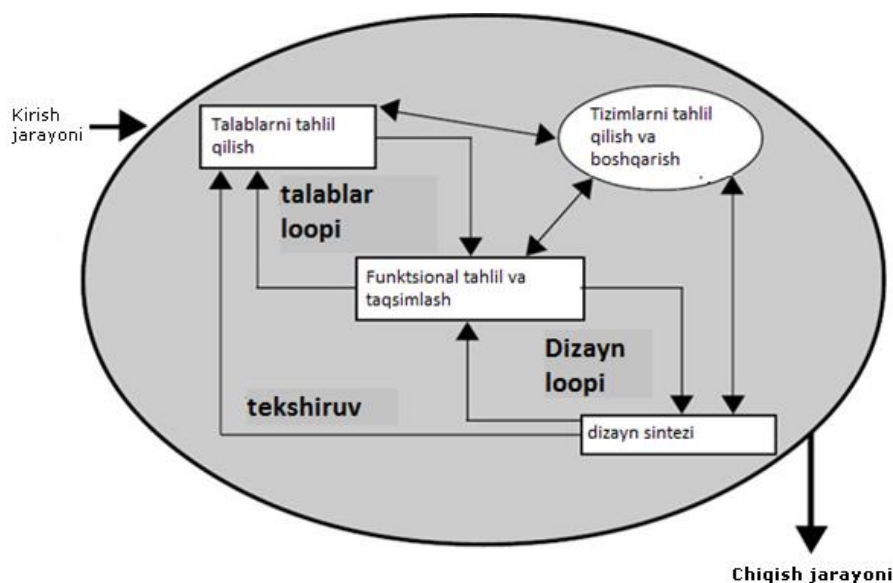 Kirish
jarayoni
Talablarni tahlil
qilish
Tizimlarni tahlil
qilish va
boshqarish
talablar
loopi
Funktsional tahlil va
taqsimlash
Dizayn
loopi
tekshiruv
dizayn sintezi
Chiqish jarayoni